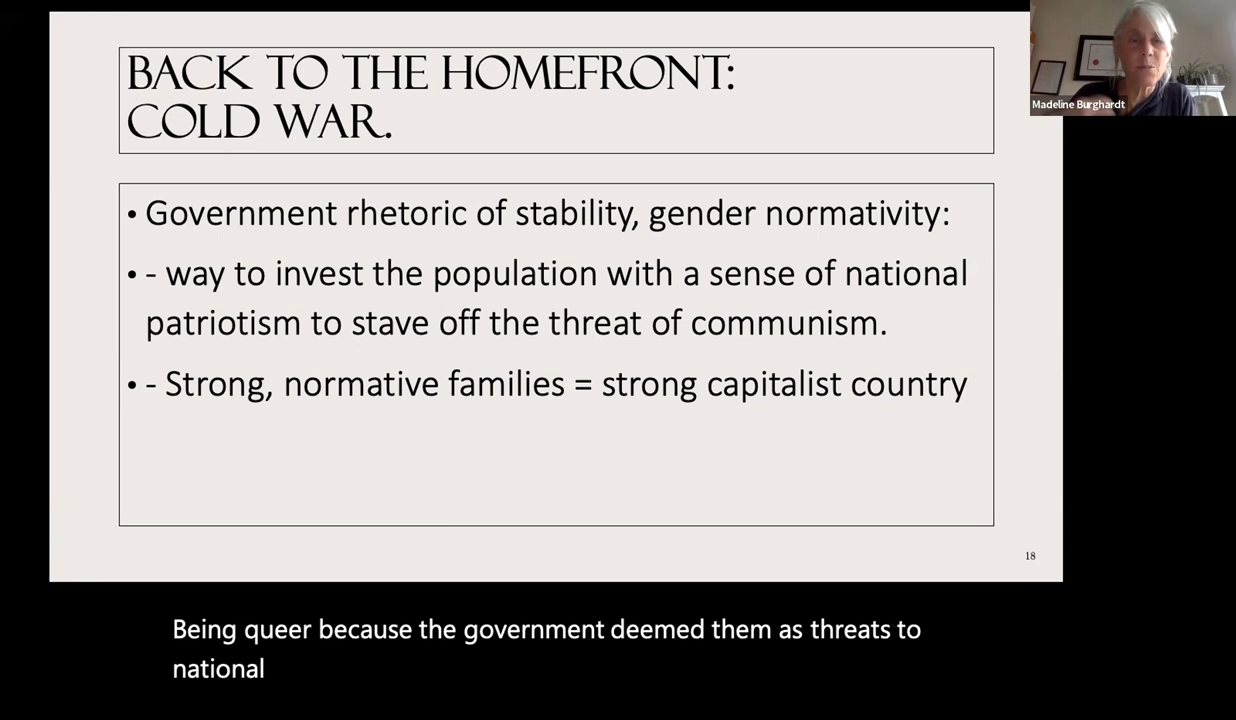 BACK TO THE HOMEFRONT:
COLD WAR.
Madeline Burghardt
• Government rhetoric of stability, gender normativity:
• - way to invest the population with a sense of national
patriotism to stave off the threat of communism.
• - Strong, normative families = strong capitalist country
18
Being queer because the government deemed them as threats to
national